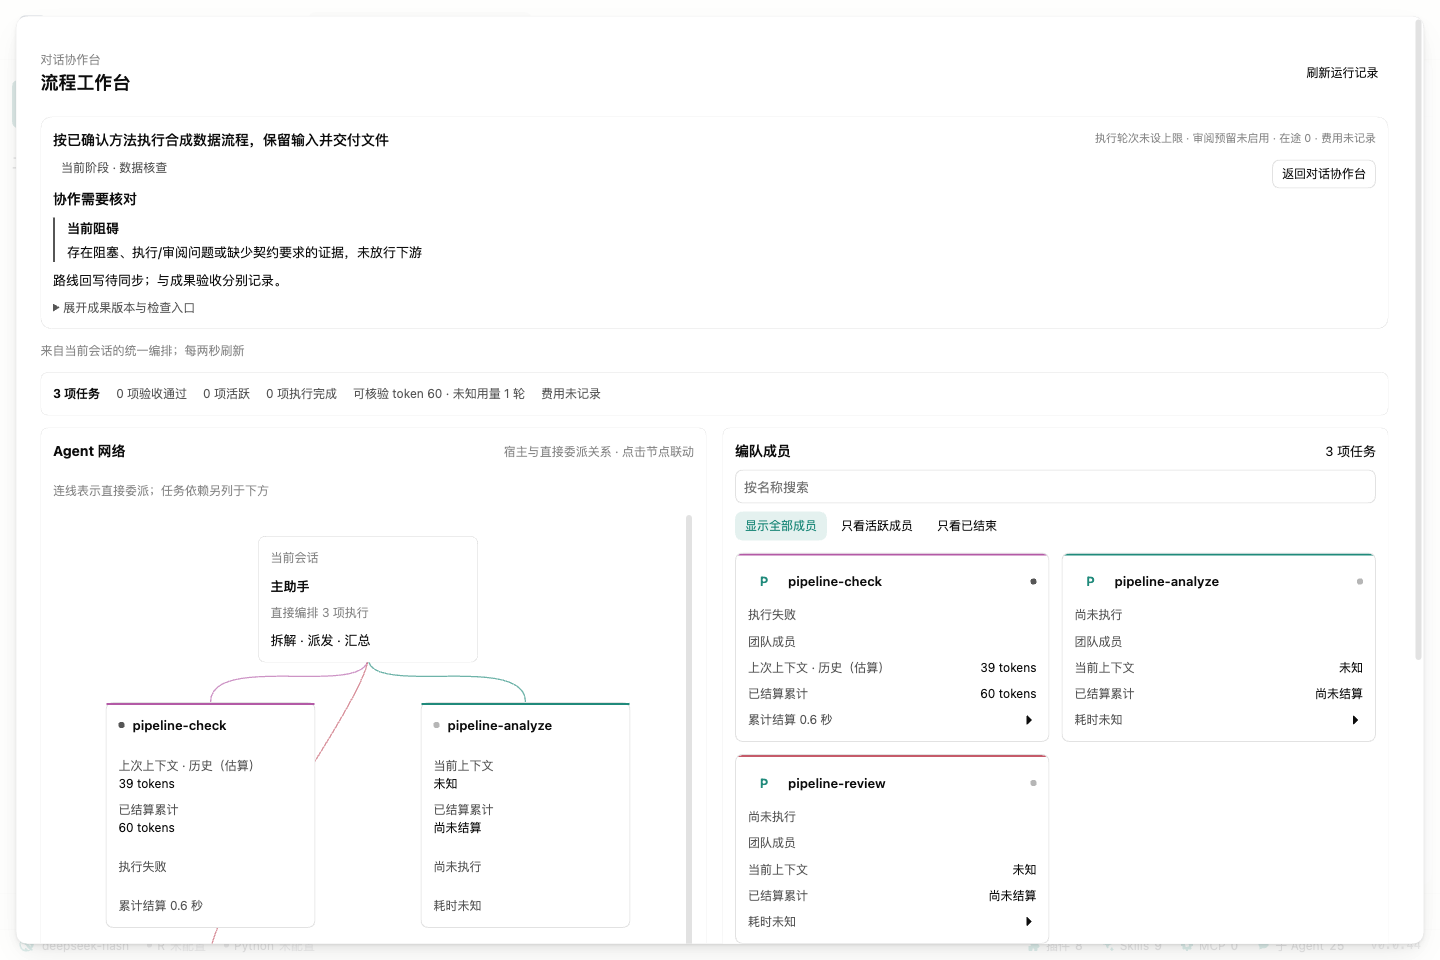 对话协作台
流程工作台
刷新运行记录
按已确认方法执行合成数据流程，保留输入并交付文件
执行轮次未设上限 · 审阅预留未启用 · 在途 0 · 费用未记录
当前阶段 · 数据核查
返回对话协作台
协作需要核对
当前阻碍
存在阻塞、执行/审阅问题或缺少契约要求的证据，未放行下游
路线回写待同步；与成果验收分别记录。
展开成果版本与检查入口
来自当前会话的统一编排；每两秒刷新
3 项任务 0 项验收通过 0 项活跃 0 项执行完成 可核验 token 60 · 未知用量 1 轮 费用未记录
Agent 网络
宿主与直接委派关系 · 点击节点联动
连线表示直接委派；任务依赖另列于下方
当前会话
主助手
直接编排 3 项执行
拆解 · 派发 · 汇总
pipeline-check
上次上下文 · 历史（估算）
39 tokens
已结算累计
60 tokens
执行失败
累计结算 0.6 秒
pipeline-analyze
当前上下文
未知
已结算累计
尚未结算
尚未执行
耗时未知
编队成员
3 项任务
按名称搜索
显示全部成员 只看活跃成员 只看已结束
P pipeline-check
执行失败
团队成员
上次上下文 · 历史（估算） 39 tokens
已结算累计 60 tokens
累计结算 0.6 秒
P pipeline-analyze
尚未执行
团队成员
当前上下文 未知
已结算累计 尚未结算
耗时未知
P pipeline-review
尚未执行
团队成员
当前上下文 未知
已结算累计 尚未结算
耗时未知
R 未配置
Python 未配置
插件 8
Skills 9
MCP 0
子 Agent 25